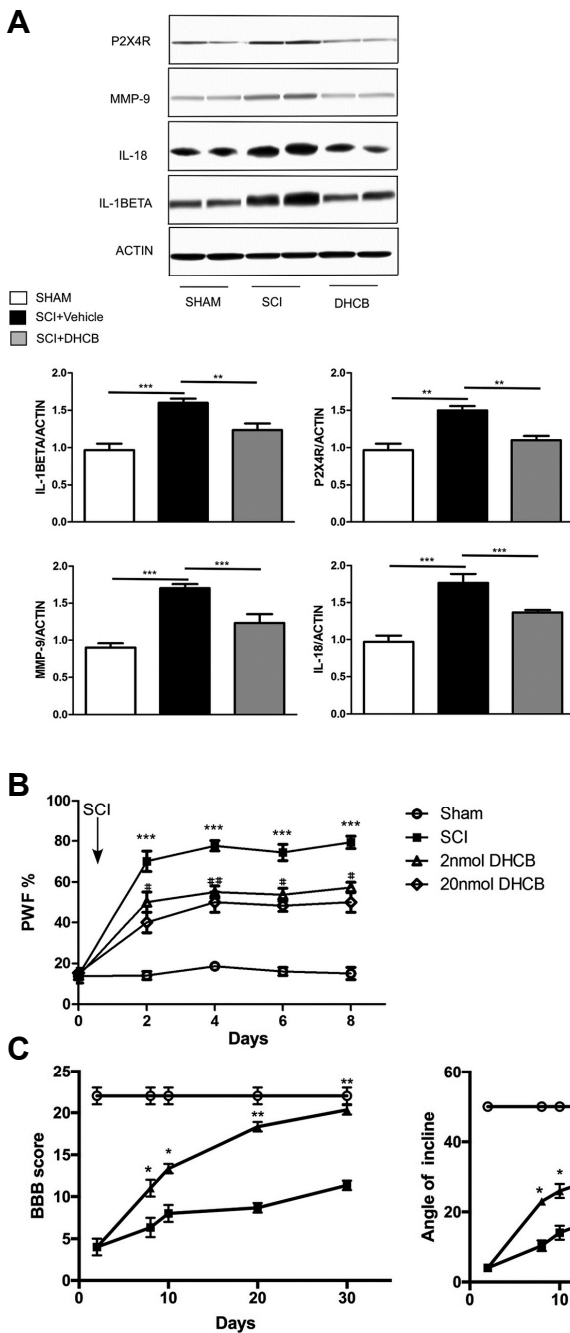 A
P2X4R
MMP-9
IL-18
IL-1BETA
ACTIN
SHAM SCI DHCB
SHAM
SCI+Vehicle
SCI+DHCB
IL-1BETA/ACTIN
2.0
1.5
1.0
0.5
0.0
*** **
P2X4R/ACTIN
2.0
1.5
1.0
0.5
0.0
** **
MMP-9/ACTIN
2.0
1.5
1.0
0.5
0.0
*** ***
IL-18/ACTIN
2.0
1.5
1.0
0.5
0.0
*** ***
B
SCI
PWF %
100
80
60
40
20
0
*** *** *** ***
# ## # #
0 2 4 6 8
Days
Sham
SCI
2nmol DHCB
20nmol DHCB
C
BBB score
25
20
15
10
5
0
* * ** **
0 10 20 30
Days
Angle of incline
60
40
20
0
* *
0 10